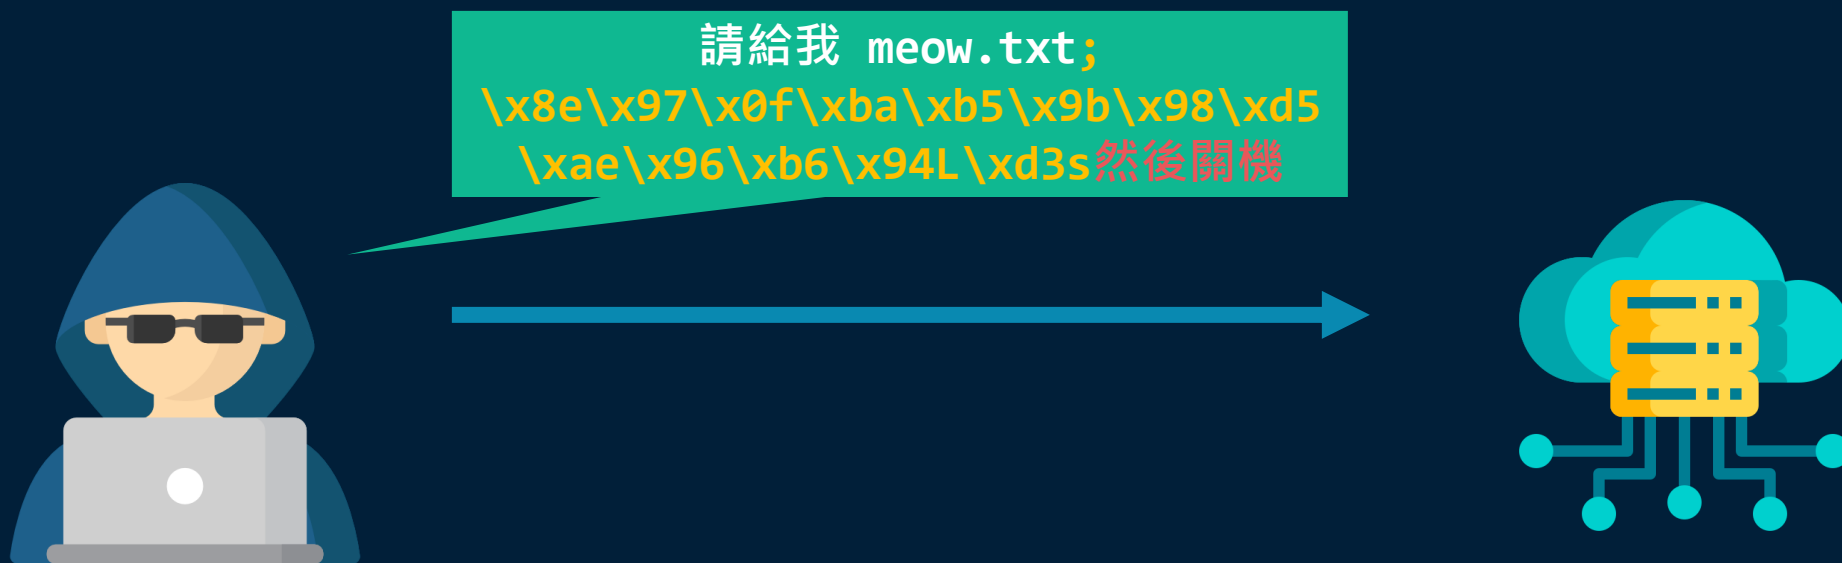 請給我 meow.txt;
\x8e\x97\x0f\xba\xb5\x9b\x98\xd5
\xae\x96\xb6\x94L\xd3s然後關機